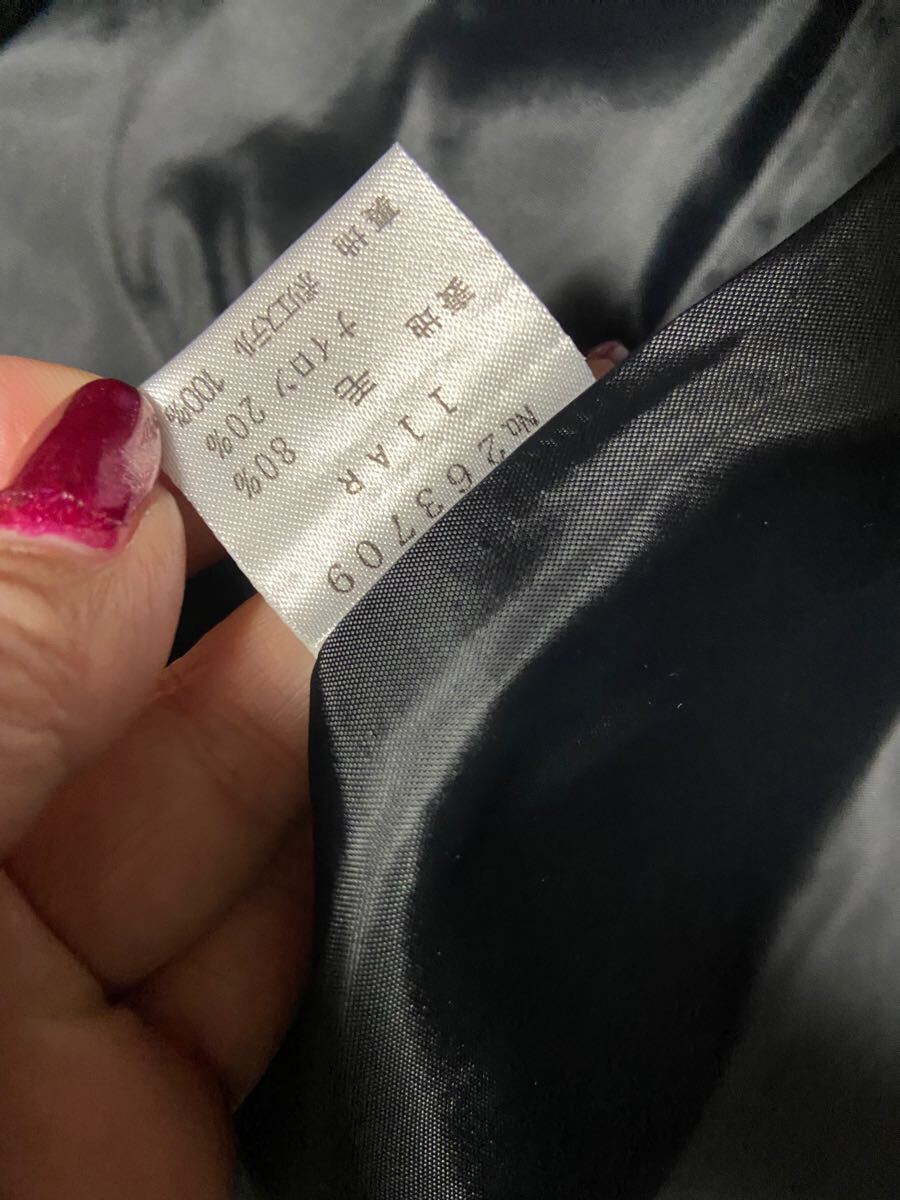 No.263709
11AR
表地 毛 80%
ナイロン 20%
裏地 ポリエステル 100%